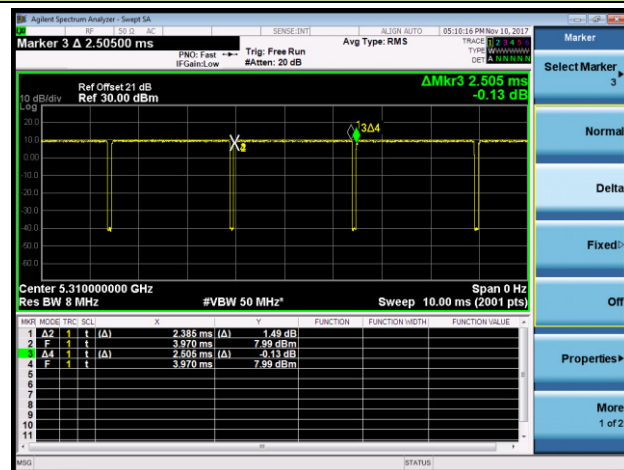 Agilent Spectrum Analyzer - Swept SA
RF 50 Ω AC SENSE:INT ALIGN AUTO 05:10:16 PM Nov 10, 2017
Marker 3 Δ 2.50500 ms
PNO: Fast
IFGain:Low
Trig: Free Run
#Atten: 20 dB
Avg Type: RMS
TRACE 1 2 3 4 5 6
TYPE WWWWWW
DET A N N N N N
Ref Offset 21 dB
10 dB/div Ref 30.00 dBm
Log
ΔMkr3 2.505 ms
-0.13 dB
20.0
10.0
0.00
-10.0
-20.0
-30.0
-40.0
-50.0
-60.0
2
3Δ4
Center 5.310000000 GHz Span 0 Hz
Res BW 8 MHz #VBW 50 MHz* Sweep 10.00 ms (2001 pts)
MKR MODE TRC SCL X Y FUNCTION FUNCTION WIDTH FUNCTION VALUE
1 Δ2 1 t (Δ) 2.385 ms (Δ) 1.49 dB
2 F 1 t 3.970 ms 7.99 dBm
3 Δ4 1 t (Δ) 2.505 ms (Δ) -0.13 dB
4 F 1 t 3.970 ms 7.99 dBm
5
6
7
8
9
10
11
MSG STATUS
Marker
Select Marker
3
Normal
Delta
Fixed
Off
Properties
More
1 of 2